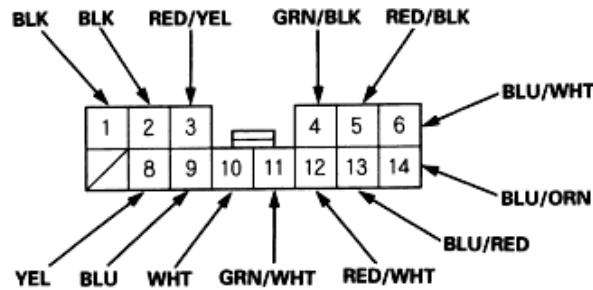 BLK BLK RED/YEL GRN/BLK RED/BLK
BLU/WHT
1 2 3 4 5 6
8 9 10 11 12 13 14
BLU/ORN
BLU/RED
YEL BLU WHT GRN/WHT RED/WHT